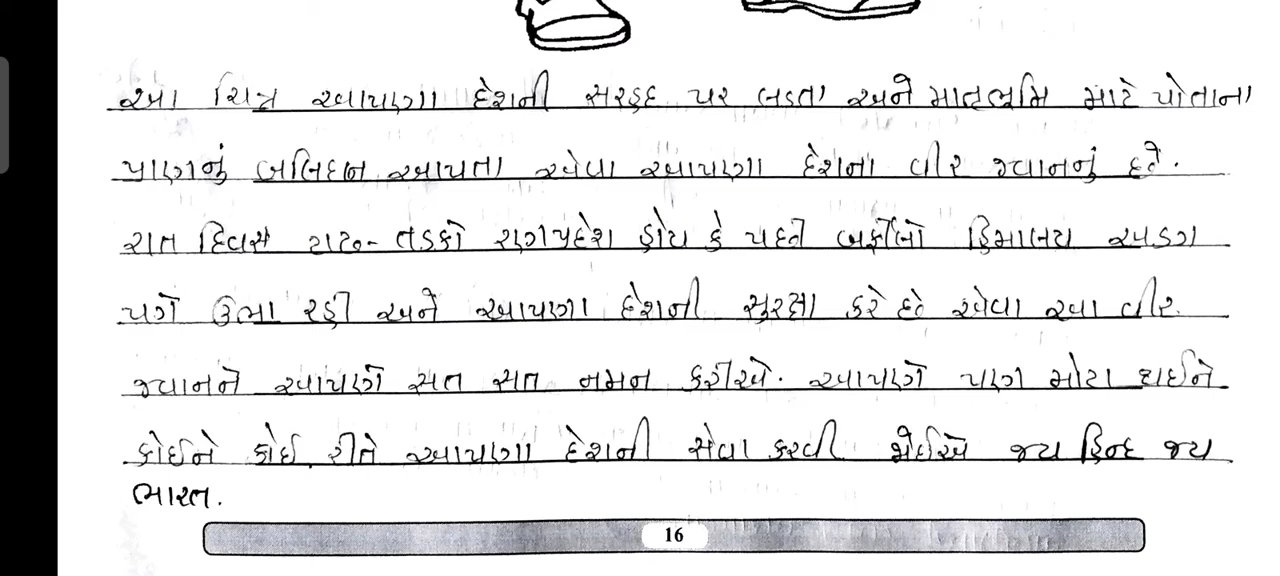 આ ચિત્ર આપણા દેશની સરહદ પર લડતા અને માતૃભૂમિ માટે પોતાના
પ્રાણનું બલિદાન આપતા એવા આપણા દેશના વીર જવાનનું છે.
રાત દિવસ ટાઢ-તડકો રણપ્રદેશ હોય કે પછી બર્ફીલો હિમાલય અડગ
પગે ઉભા રહી અને આપણા દેશની સુરક્ષા કરે છે એવા આ વીર
જવાનને આપણે સત સત નમન કરીએ. આપણે પણ મોટા થઈને
કોઈને કોઈ રીતે આપણા દેશની સેવા કરવી જોઈએ જય હિન્દ જય
ભારત.
16